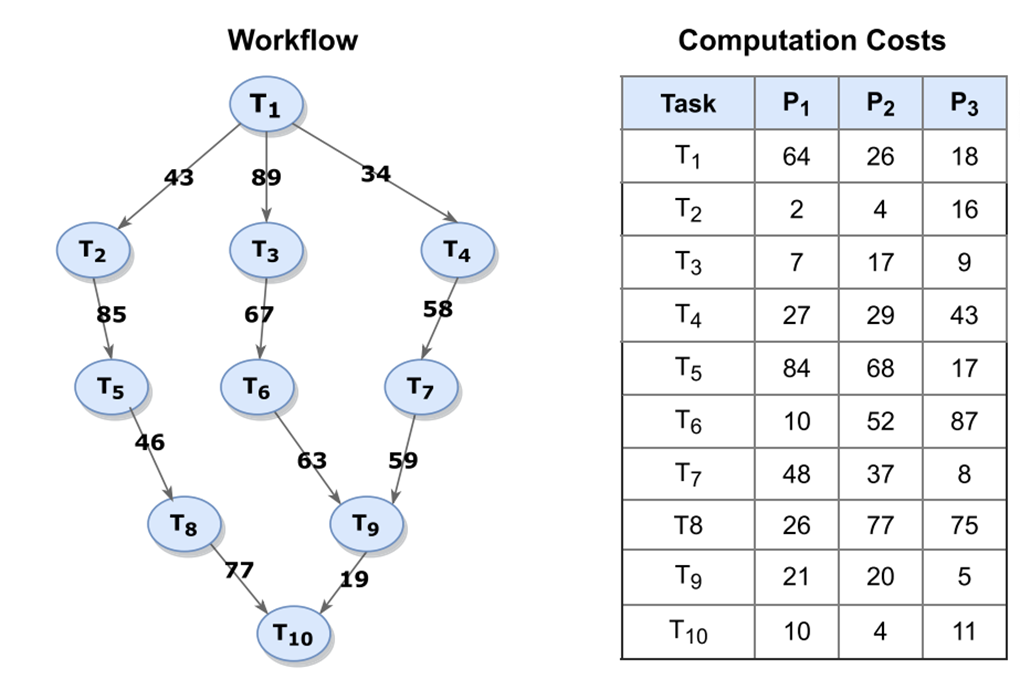 Workflow
T1
43 89 34
T2 T3 T4
85 67 58
T5 T6 T7
46 63 59
T8 T9
77 19
T10
Computation Costs
Task P1 P2 P3
T1 64 26 18
T2 2 4 16
T3 7 17 9
T4 27 29 43
T5 84 68 17
T6 10 52 87
T7 48 37 8
T8 26 77 75
T9 21 20 5
T10 10 4 11